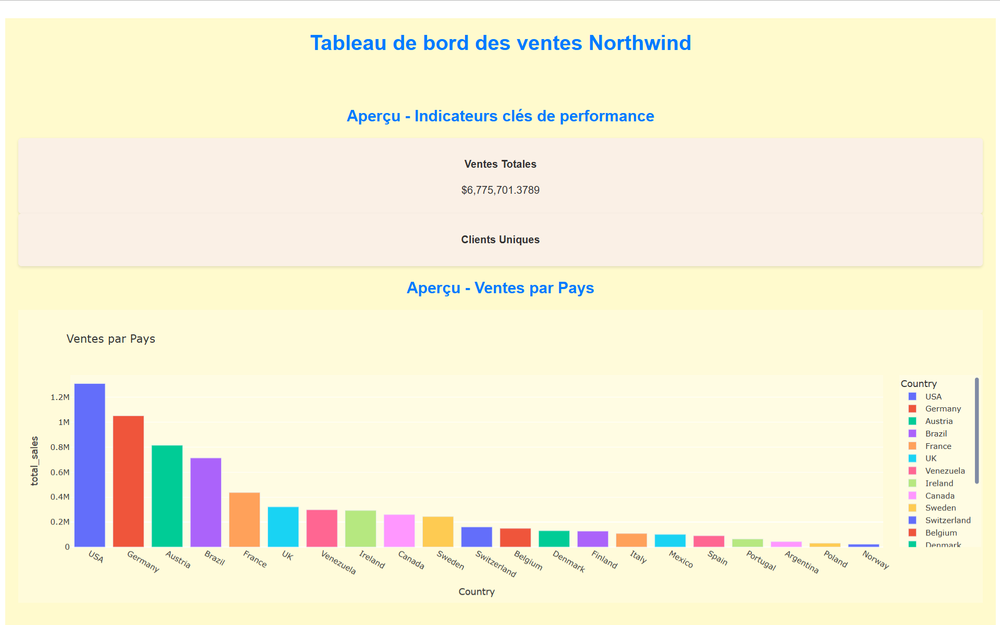 Tableau de bord des ventes Northwind
Aperçu - Indicateurs clés de performance
Ventes Totales
$6,775,701.3789
Clients Uniques
Aperçu - Ventes par Pays
Ventes par Pays
1.2M
1M
0.8M
0.6M
0.4M
0.2M
0
total_sales
USA
Germany
Austria
Brazil
France
UK
Venezuela
Ireland
Canada
Sweden
Switzerland
Belgium
Denmark
Finland
Italy
Mexico
Spain
Portugal
Argentina
Poland
Norway
Country
Country
USA
Germany
Austria
Brazil
France
UK
Venezuela
Ireland
Canada
Sweden
Switzerland
Belgium
Denmark